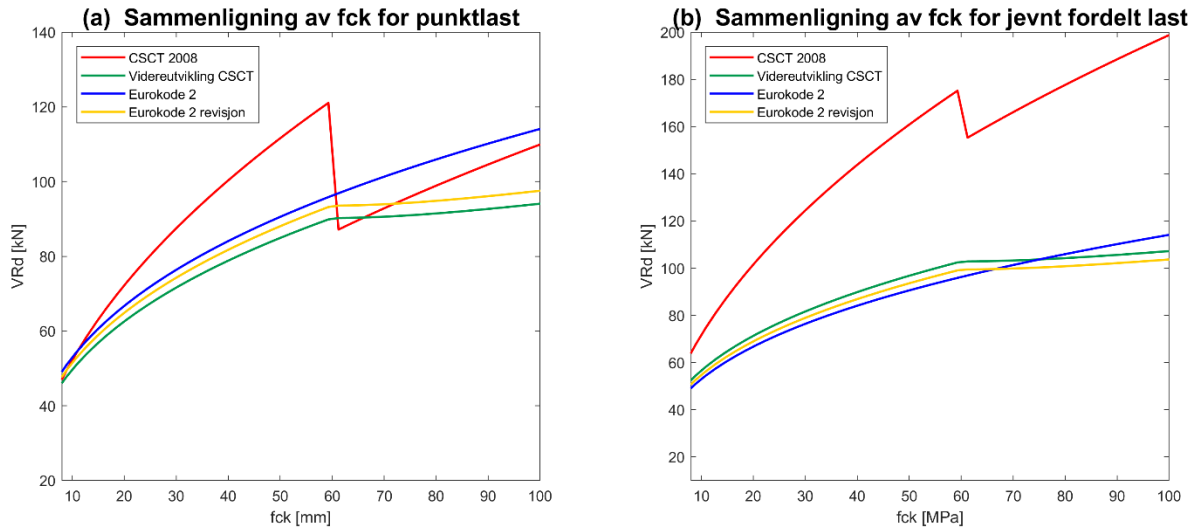 (a) Sammenligning av fck for punktlast
140
120
100
80
60
40
20
VRd [kN]
CSCT 2008
Videreutvikling CSCT
Eurokode 2
Eurokode 2 revisjon
10 20 30 40 50 60 70 80 90 100
fck [mm]
(b) Sammenligning av fck for jevnt fordelt last
200
180
160
140
120
100
80
60
40
20
VRd [kN]
CSCT 2008
Videreutvikling CSCT
Eurokode 2
Eurokode 2 revisjon
10 20 30 40 50 60 70 80 90 100
fck [MPa]